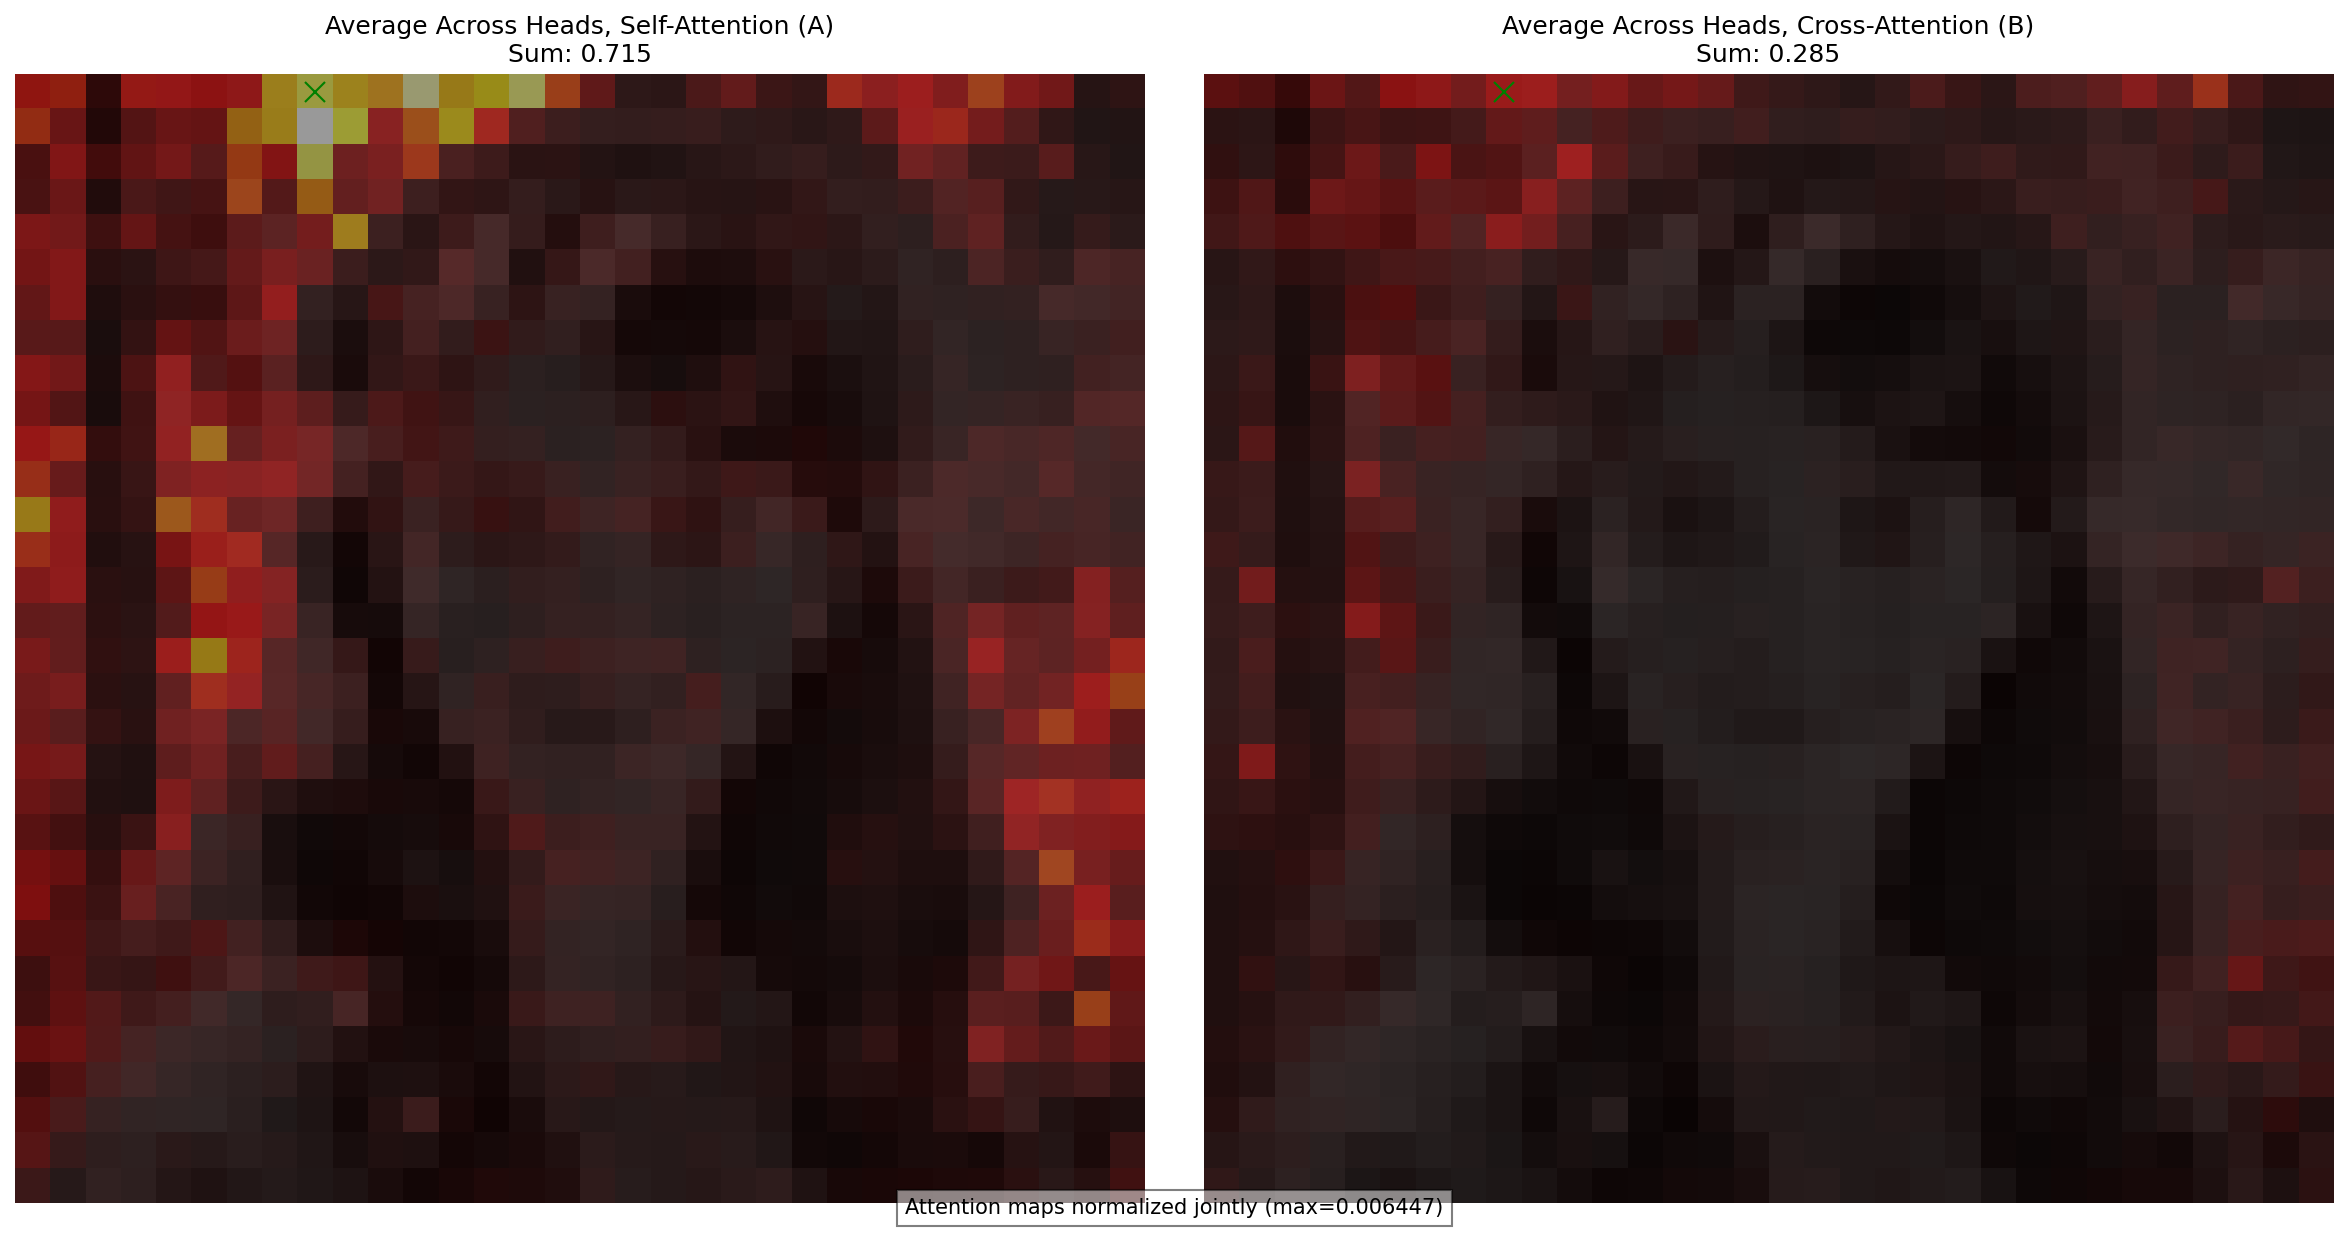 Average Across Heads, Self-Attention (A)
Sum: 0.715
Average Across Heads, Cross-Attention (B)
Sum: 0.285
Attention maps normalized jointly (max=0.006447)